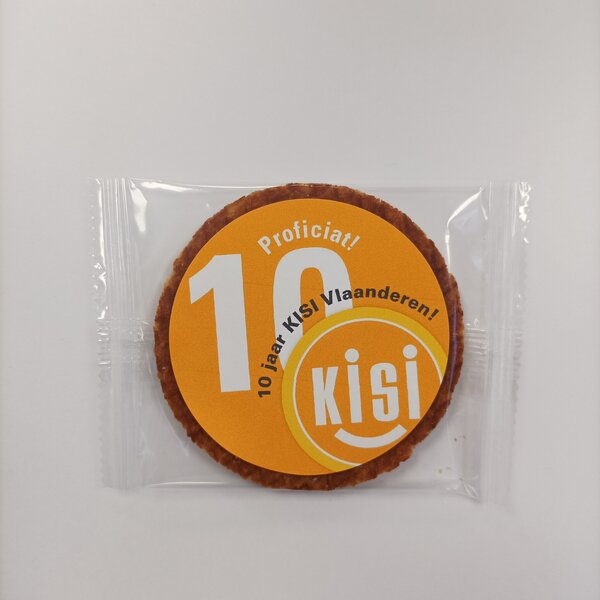 Proficiat!
10
10 jaar KISI Vlaanderen!
KiSi